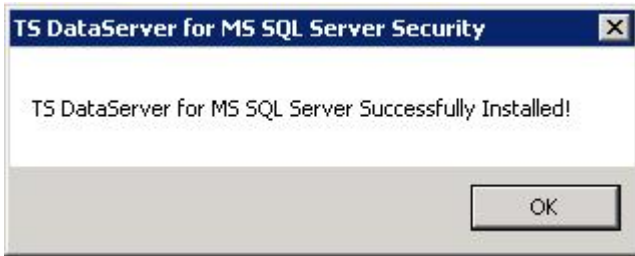 TS DataServer for MS SQL Server Security
TS DataServer for MS SQL Server Successfully Installed!
OK